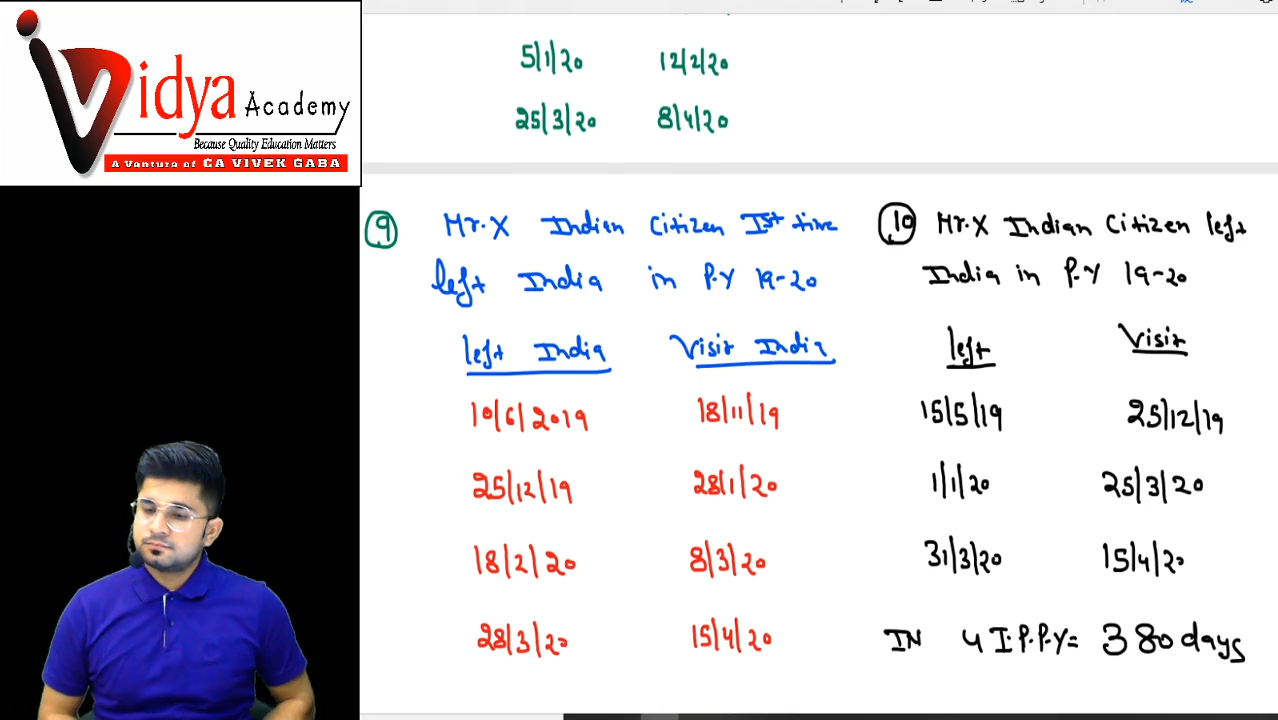 Vidya Academy
Because Quality Education Matters
A Ventura of CA VIVEK GABA
5/1/20 12/2/20
25/3/20 8/4/20
9 Mr.X Indian Citizen Ist time
left India in P.Y 19-20
left India Visit India
10/6/2019 18/11/19
25/12/19 28/1/20
18/2/20 8/3/20
28/3/20 15/4/20
10 Mr.X Indian Citizen left
India in P.Y 19-20
left Visit
15/5/19 25/12/19
1/1/20 25/3/20
31/3/20 15/4/20
IN 4 I.P.P.Y= 380 days